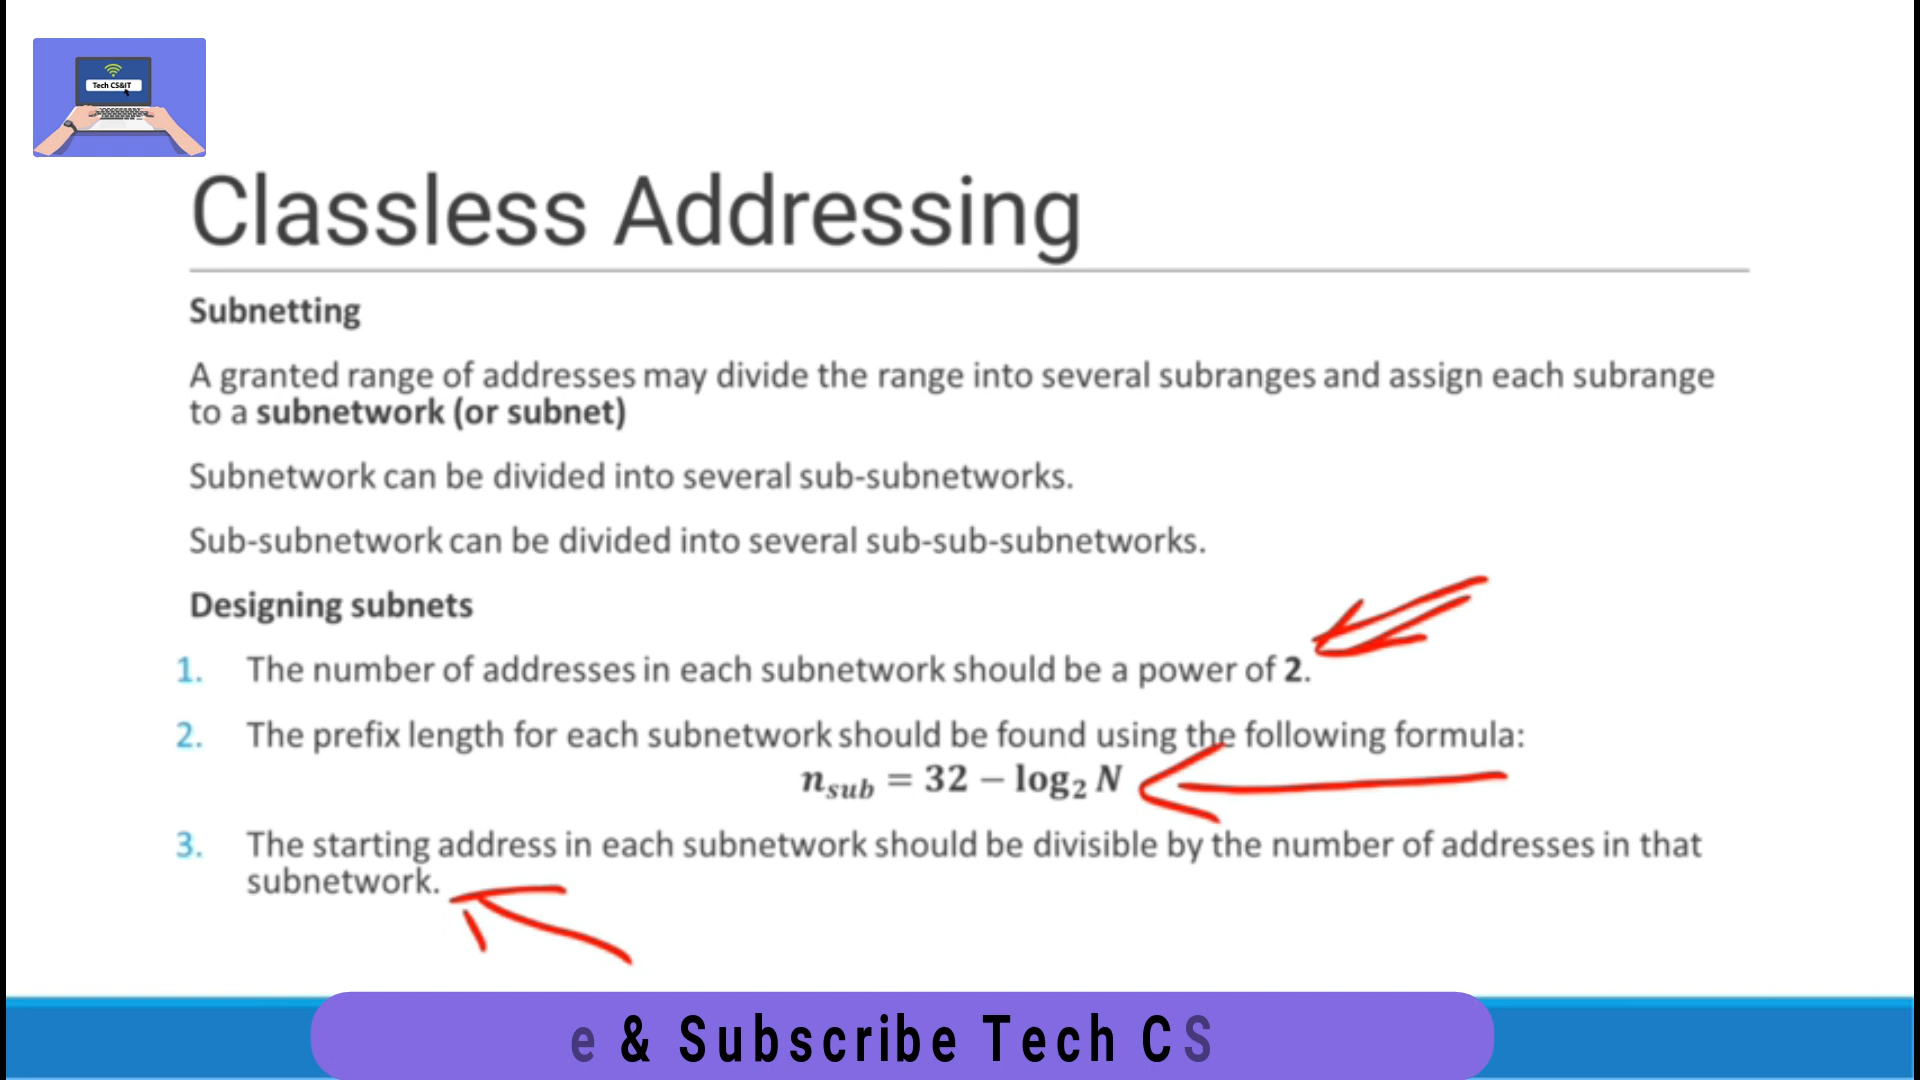 Tech CS&IT
Classless Addressing
Subnetting
A granted range of addresses may divide the range into several subranges and assign each subrange
to a subnetwork (or subnet)
Subnetwork can be divided into several sub-subnetworks.
Sub-subnetwork can be divided into several sub-sub-subnetworks.
Designing subnets
1. The number of addresses in each subnetwork should be a power of 2.
2. The prefix length for each subnetwork should be found using the following formula:
n_sub = 32 − log₂ N
3. The starting address in each subnetwork should be divisible by the number of addresses in that
subnetwork.
e & Subscribe Tech CS